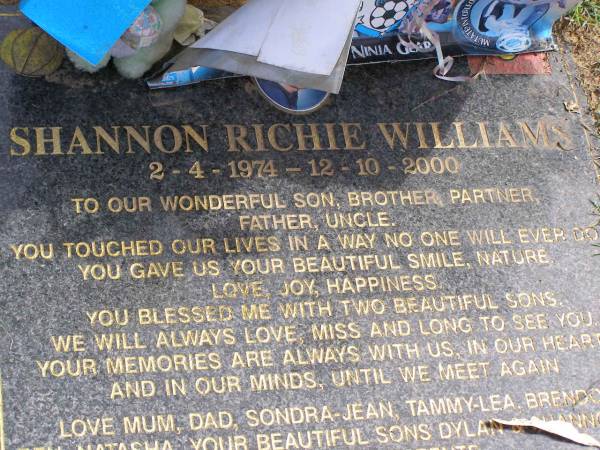 NINJA
SHANNON RICHIE WILLIAMS
2 - 4 - 1974 – 12 - 10 - 2000
TO OUR WONDERFUL SON, BROTHER, PARTNER,
FATHER, UNCLE.
YOU TOUCHED OUR LIVES IN A WAY NO ONE WILL EVER DO
YOU GAVE US YOUR BEAUTIFUL SMILE, NATURE
LOVE, JOY, HAPPINESS.
YOU BLESSED ME WITH TWO BEAUTIFUL SONS.
WE WILL ALWAYS LOVE, MISS AND LONG TO SEE YOU
YOUR MEMORIES ARE ALWAYS WITH US, IN OUR HEART
AND IN OUR MINDS, UNTIL WE MEET AGAIN
LOVE MUM, DAD, SONDRA-JEAN, TAMMY-LEA, BRENDO
NATASHA, YOUR BEAUTIFUL SONS DYLAN